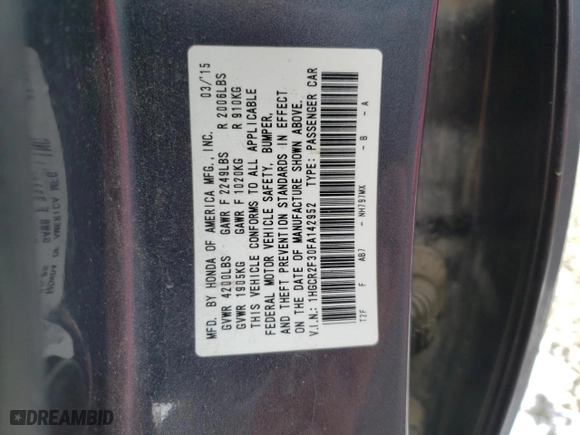 MFD. BY HONDA OF AMERICA MFG., INC. 03/15
GVWR 4200LBS GAWR F 2249LBS R 2006LBS
GVWR 1905KG GAWR F 1020KG R 910KG
THIS VEHICLE CONFORMS TO ALL APPLICABLE
FEDERAL MOTOR VEHICLE SAFETY, BUMPER,
AND THEFT PREVENTION STANDARDS IN EFFECT
ON THE DATE OF MANUFACTURE SHOWN ABOVE.
V.I.N.: 1HGCR2F30FA142952 TYPE: PASSENGER CAR
T2F F AB7 - NH797MX - B - A
DREAMBID